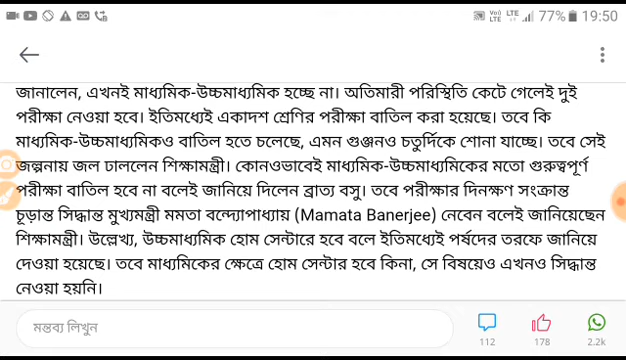 Vo)) LTE LTE 77% 19:50
জানালেন, এখনই মাধ্যমিক-উচ্চমাধ্যমিক হচ্ছে না। অতিমারী পরিস্থিতি কেটে গেলেই দুই
পরীক্ষা নেওয়া হবে। ইতিমধ্যেই একাদশ শ্রেণির পরীক্ষা বাতিল করা হয়েছে। তবে কি
মাধ্যমিক-উচ্চমাধ্যমিকও বাতিল হতে চলেছে, এমন গুঞ্জনও চতুর্দিকে শোনা যাচ্ছে। তবে সেই
জল্পনায় জল ঢাললেন শিক্ষামন্ত্রী। কোনওভাবেই মাধ্যমিক-উচ্চমাধ্যমিকের মতো গুরুত্বপূর্ণ
পরীক্ষা বাতিল হবে না বলেই জানিয়ে দিলেন ব্রাত্য বসু। তবে পরীক্ষার দিনক্ষণ সংক্রান্ত
চূড়ান্ত সিদ্ধান্ত মুখ্যমন্ত্রী মমতা বন্দ্যোপাধ্যায় (Mamata Banerjee) নেবেন বলেই জানিয়েছেন
শিক্ষামন্ত্রী। উল্লেখ্য, উচ্চমাধ্যমিক হোম সেন্টারে হবে বলে ইতিমধ্যেই পর্ষদের তরফে জানিয়ে
দেওয়া হয়েছে। তবে মাধ্যমিকের ক্ষেত্রে হোম সেন্টার হবে কিনা, সে বিষয়েও এখনও সিদ্ধান্ত
নেওয়া হয়নি।
মন্তব্য লিখুন
112 178 2.2k